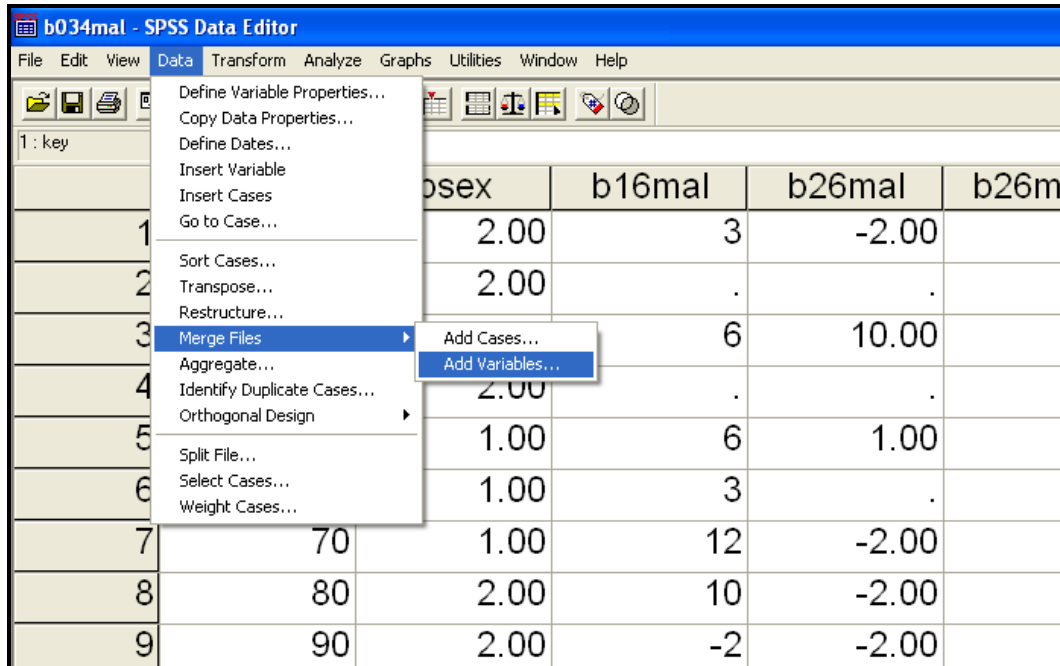 b034mal - SPSS Data Editor
File Edit View Data Transform Analyze Graphs Utilities Window Help
1 : key
Define Variable Properties...
Copy Data Properties...
Define Dates...
Insert Variable
Insert Cases
Go to Case...
Sort Cases...
Transpose...
Restructure...
Merge Files
Aggregate...
Identify Duplicate Cases...
Orthogonal Design
Split File...
Select Cases...
Weight Cases...
Add Cases...
Add Variables...
b16mal b26mal
1 2.00 3 -2.00
2 2.00 . .
3 6 10.00
4 2.00 . .
5 1.00 6 1.00
6 1.00 3 .
7 70 1.00 12 -2.00
8 80 2.00 10 -2.00
9 90 2.00 -2 -2.00